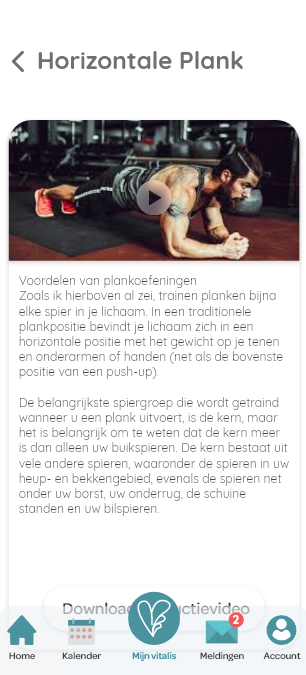 Horizontale Plank
Voordelen van plankoefeningen
Zoals ik hierboven al zei, trainen planken bijna
elke spier in je lichaam. In een traditionele
plankpositie bevindt je lichaam zich in een
horizontale positie met het gewicht op je tenen
en onderarmen of handen (net als de bovenste
positie van een push-up).
De belangrijkste spiergroep die wordt getraind
wanneer u een plank uitvoert, is de kern, maar
het is belangrijk om te weten dat de kern meer
is dan alleen uw buikspieren. De kern bestaat uit
vele andere spieren, waaronder de spieren in uw
heup- en bekkengebied, evenals de spieren net
onder uw borst, uw onderrug, de schuine
standen en uw bilspieren.
Download uctievideo
2
Home Kalender Mijn vitalis Meldingen Account